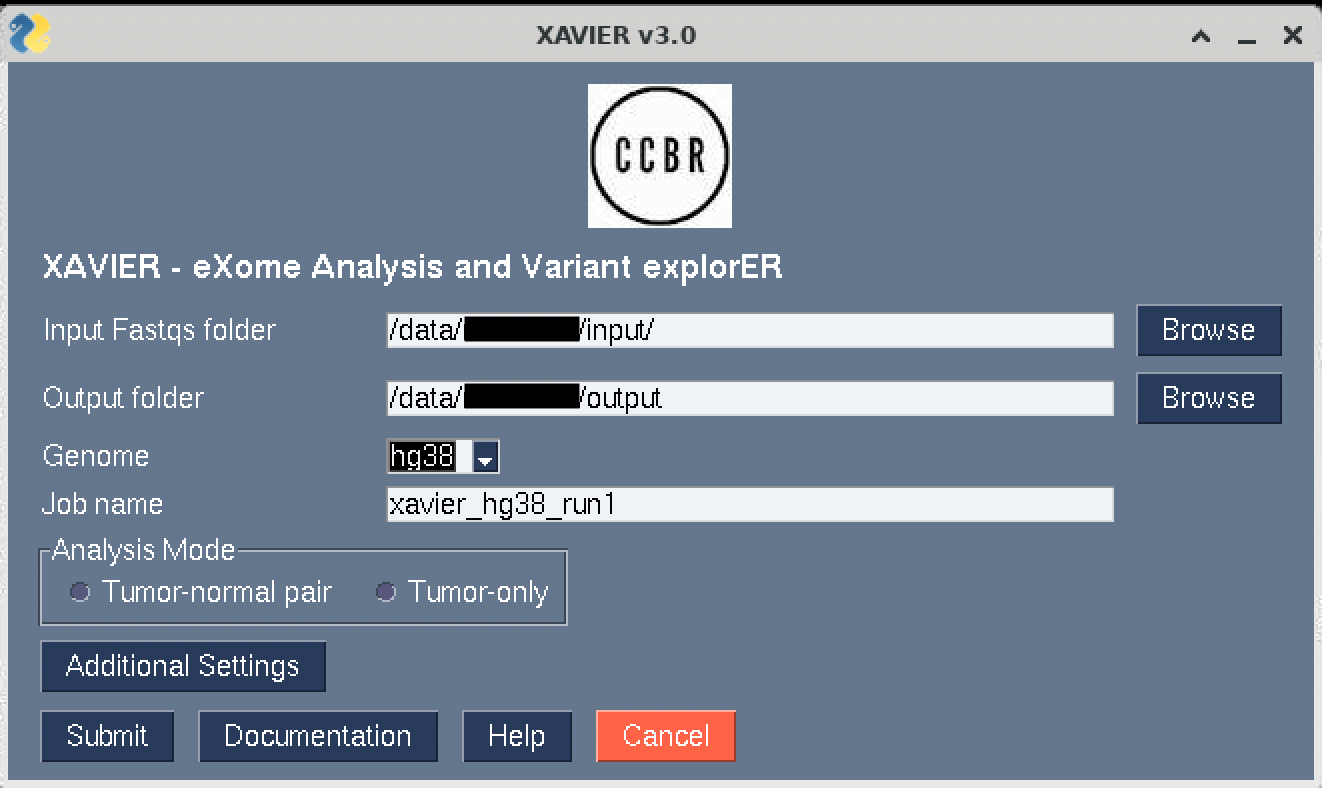 XAVIER v3.0
CCBR
XAVIER - eXome Analysis and Variant explorER
Input Fastqs folder /data/ /input/ Browse
Output folder /data/ /output Browse
Genome hg38
Job name xavier_hg38_run1
Analysis Mode
Tumor-normal pair Tumor-only
Additional Settings
Submit Documentation Help Cancel